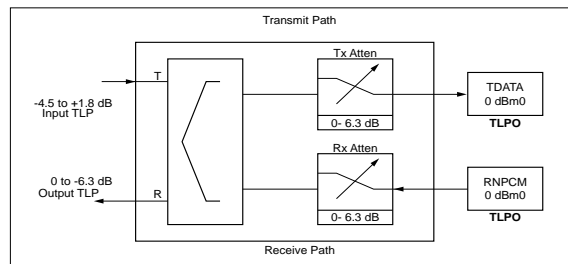 Transmit Path
Tx Atten
T
-4.5 to +1.8 dB
Input TLP
TDATA
0 dBm0
TLPO
0- 6.3 dB
Rx Atten
0 to -6.3 dB
Output TLP
R
RNPCM
0 dBm0
TLPO
0- 6.3 dB
Receive Path